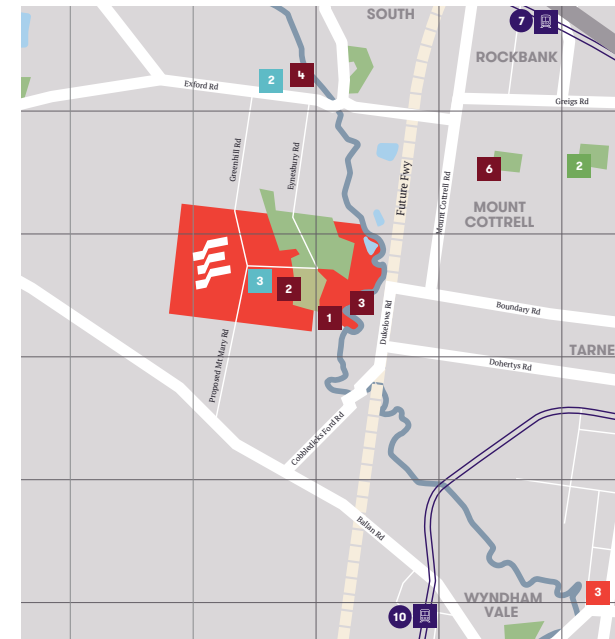 SOUTH
7
ROCKBANK
2
4
Exford Rd
Greigs Rd
Greenhill Rd
Eynesbury Rd
Future Fwy
Mount Cottrell Rd
6
2
MOUNT
COTTRELL
3
2
3
1
Boundary Rd
Dukelows Rd
Proposed Mt Mary Rd
TARNE
Dohertys Rd
Cobbledicks Ford Rd
Ballan Rd
WYNDHAM
VALE
3
10